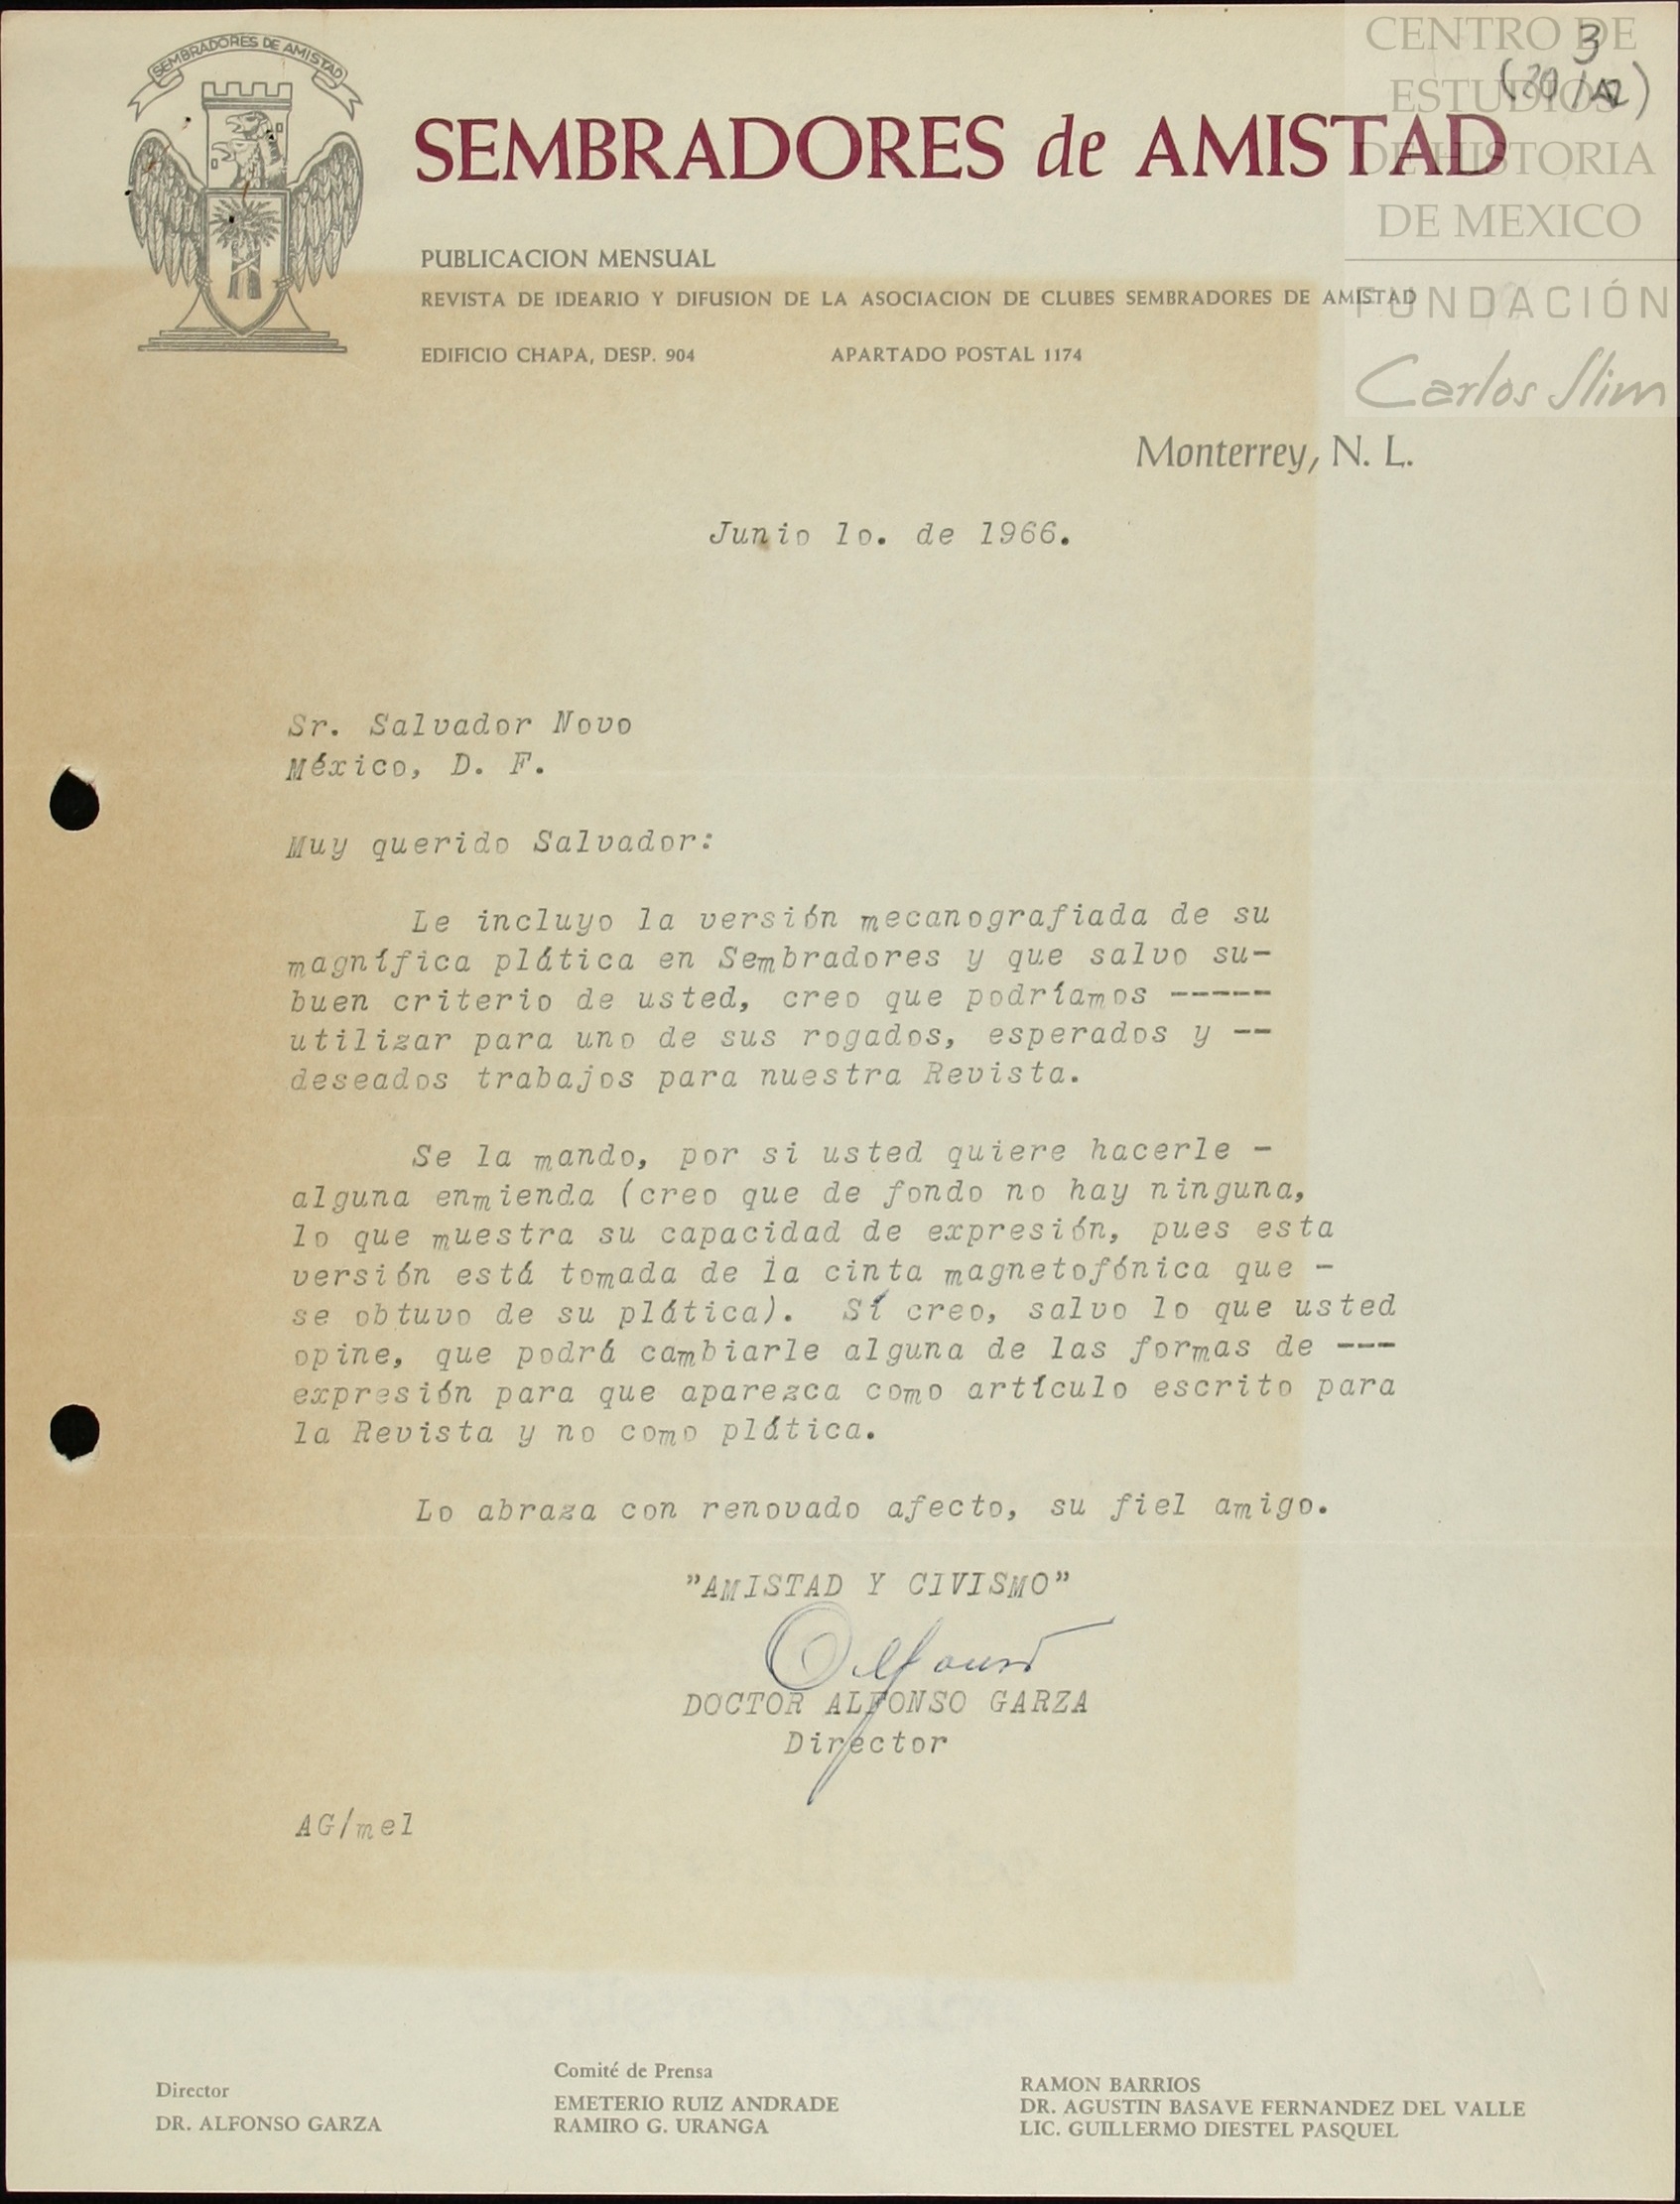 SEMBRADORES DE AMISTAD
SEMBRADORES de AMISTAD
PUBLICACION MENSUAL
REVISTA DE IDEARIO Y DIFUSION DE LA ASOCIACION DE CLUBES SEMBRADORES DE AMISTAD
EDIFICIO CHAPA, DESP. 904 APARTADO POSTAL 1174
CENTRO DE
ESTUDIOS
DE HISTORIA
DE MEXICO
FUNDACIÓN
Carlos Slim
3
Monterrey, N. L.
Junio 1o. de 1966.
Sr. Salvador Novo
México, D. F.
Muy querido Salvador:
Le incluyo la versión mecanografiada de su
magnífica plática en Sembradores y que salvo su-
buen criterio de usted, creo que podríamos -----
utilizar para uno de sus rogados, esperados y --
deseados trabajos para nuestra Revista.
Se la mando, por si usted quiere hacerle -
alguna enmienda (creo que de fondo no hay ninguna,
lo que muestra su capacidad de expresión, pues esta
versión está tomada de la cinta magnetofónica que -
se obtuvo de su plática). Sí creo, salvo lo que usted
opine, que podrá cambiarle alguna de las formas de ---
expresión para que aparezca como artículo escrito para
la Revista y no como plática.
Lo abraza con renovado afecto, su fiel amigo.
"AMISTAD Y CIVISMO"
Alfonso
DOCTOR ALFONSO GARZA
Director
AG/mel
Director
DR. ALFONSO GARZA
Comité de Prensa
EMETERIO RUIZ ANDRADE
RAMIRO G. URANGA
RAMON BARRIOS
DR. AGUSTIN BASAVE FERNANDEZ DEL VALLE
LIC. GUILLERMO DIESTEL PASQUEL